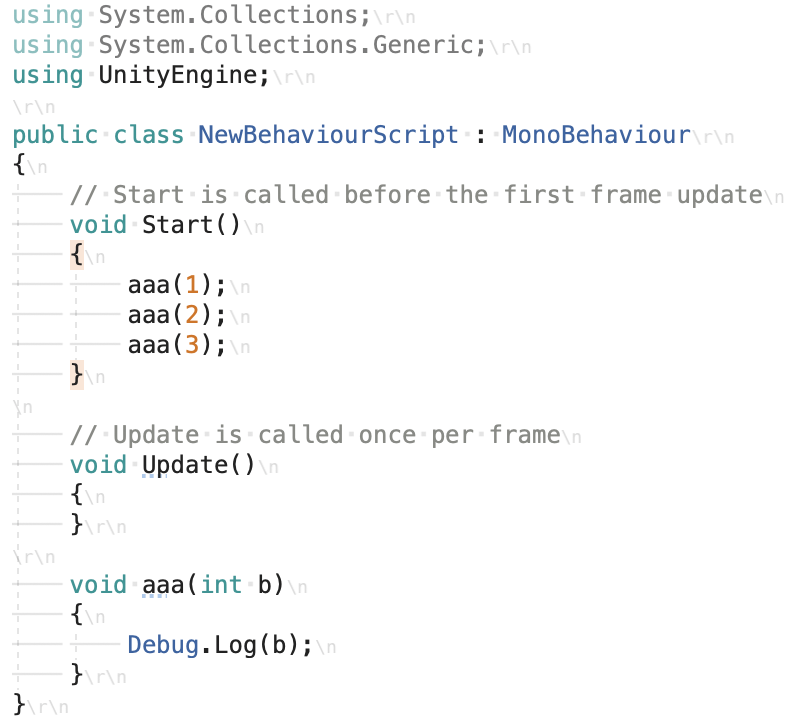 using·System.Collections;\r\n
using·System.Collections.Generic;\r\n
using·UnityEngine;\r\n
\r\n
public·class·NewBehaviourScript·:·MonoBehaviour\r\n
{\n
// Start·is·called·before·the·first·frame·update\n
void·Start()\n
{\n
aaa(1);\n
aaa(2);\n
aaa(3);\n
}\n
\n
//·Update·is·called·once·per·frame\n
void·Update()\n
{\n
}\r\n
\r\n
void·aaa(int·b)\n
{\n
Debug.Log(b);\n
}\r\n
}\r\n